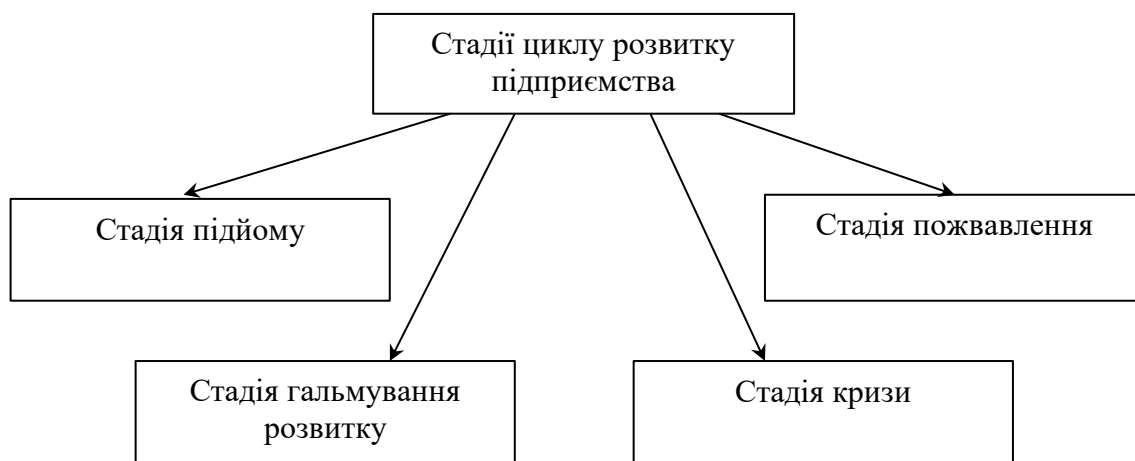 Стадії циклу розвитку
підприємства
Стадія підйому
Стадія пожвавлення
Стадія гальмування
розвитку
Стадія кризи